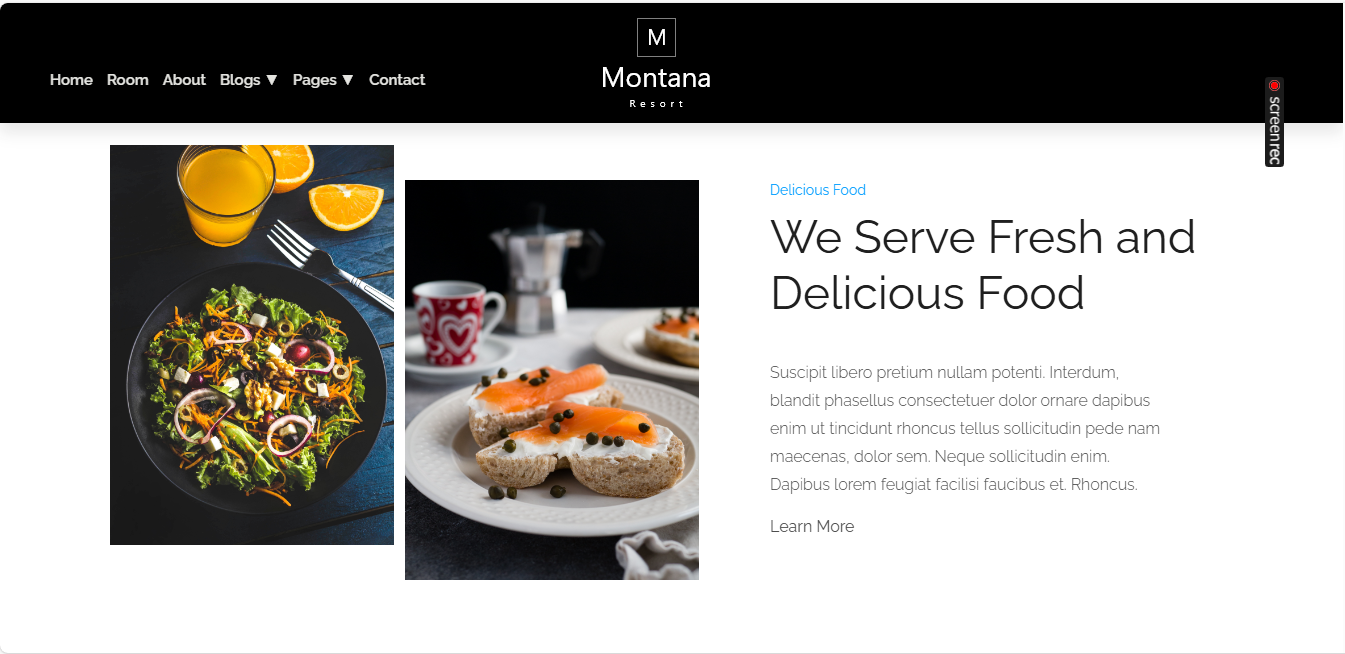 M
Montana
Resort
Home Room About Blogs ▼ Pages ▼ Contact
screenrec
Delicious Food
We Serve Fresh and
Delicious Food
Suscipit libero pretium nullam potenti. Interdum,
blandit phasellus consectetuer dolor ornare dapibus
enim ut tincidunt rhoncus tellus sollicitudin pede nam
maecenas, dolor sem. Neque sollicitudin enim.
Dapibus lorem feugiat facilisi faucibus et. Rhoncus.
Learn More